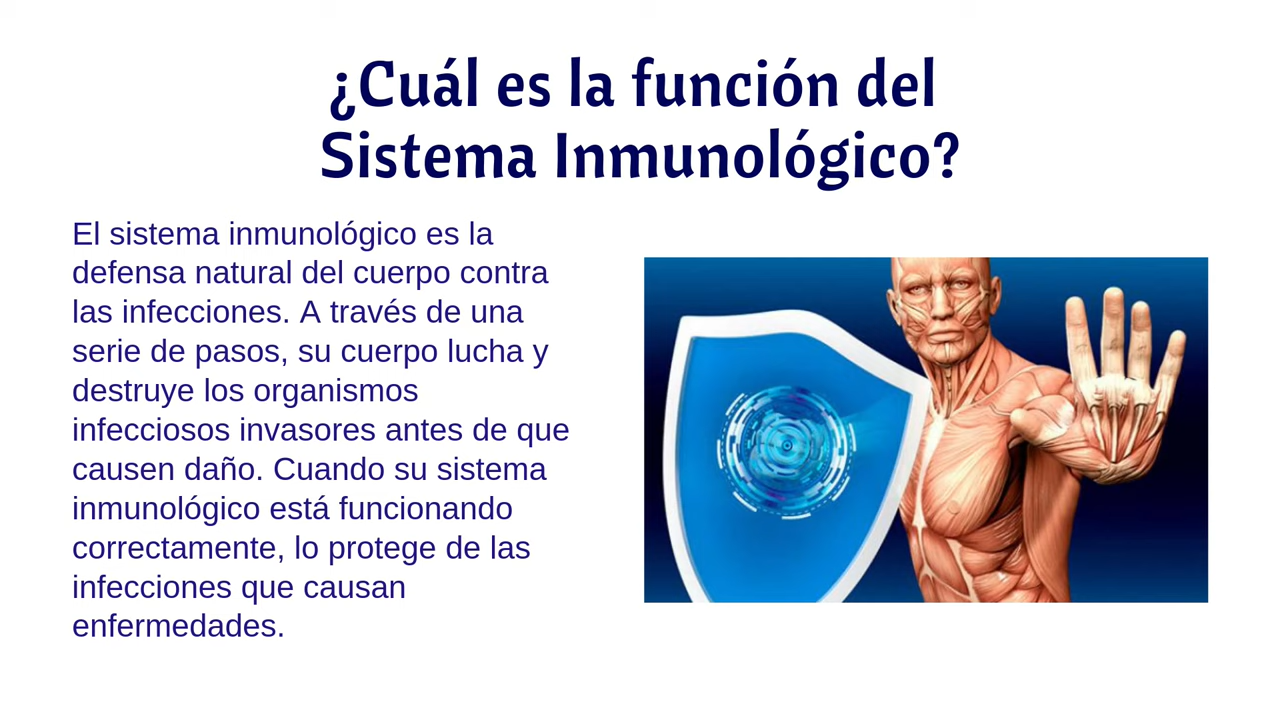 ¿Cuál es la función del
Sistema Inmunológico?
El sistema inmunológico es la
defensa natural del cuerpo contra
las infecciones. A través de una
serie de pasos, su cuerpo lucha y
destruye los organismos
infecciosos invasores antes de que
causen daño. Cuando su sistema
inmunológico está funcionando
correctamente, lo protege de las
infecciones que causan
enfermedades.